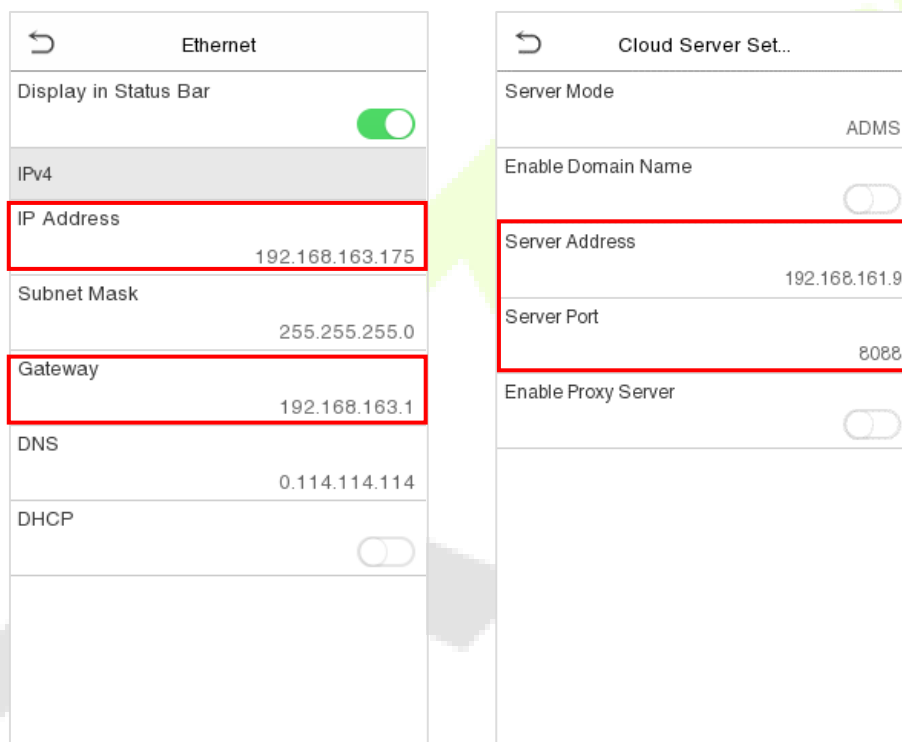 Ethernet
Display in Status Bar
IPv4
IP Address
192.168.163.175
Subnet Mask
255.255.255.0
Gateway
192.168.163.1
DNS
0.114.114.114
DHCP
Cloud Server Set...
Server Mode
ADMS
Enable Domain Name
Server Address
192.168.161.9
Server Port
8088
Enable Proxy Server